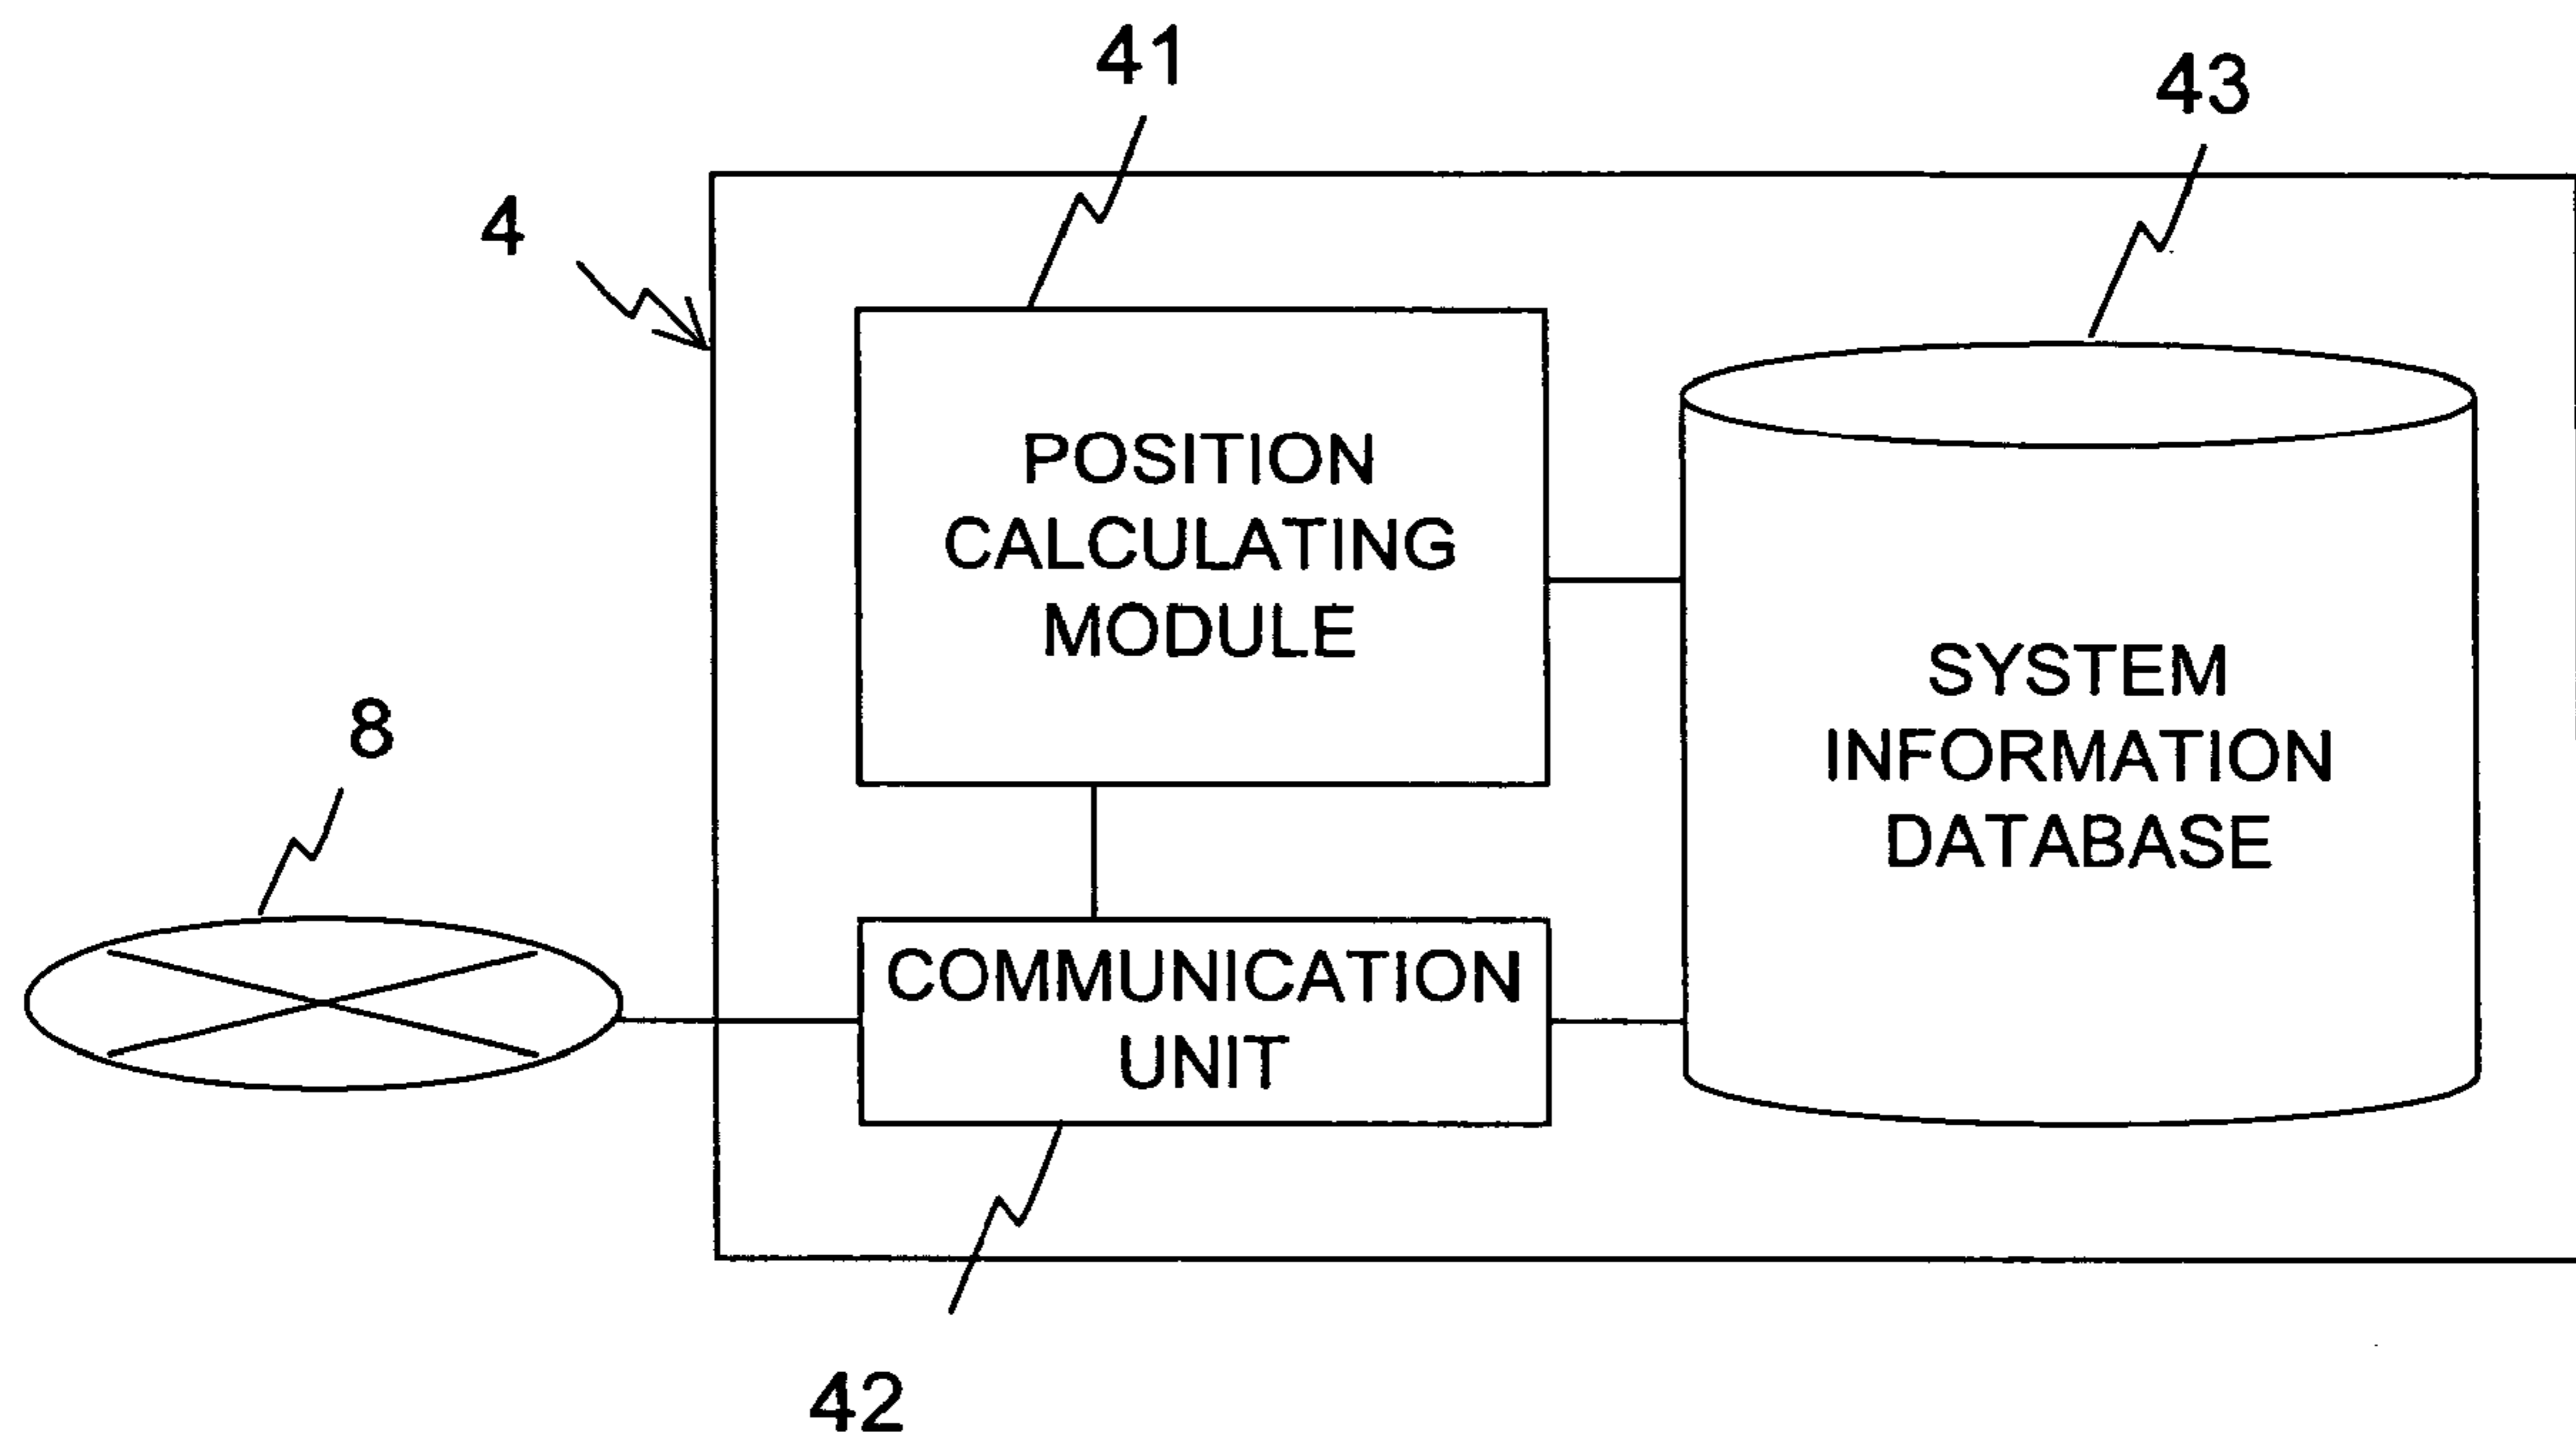 41
43
4
POSITION
CALCULATING
MODULE
SYSTEM
INFORMATION
DATABASE
8
COMMUNICATION
UNIT
42